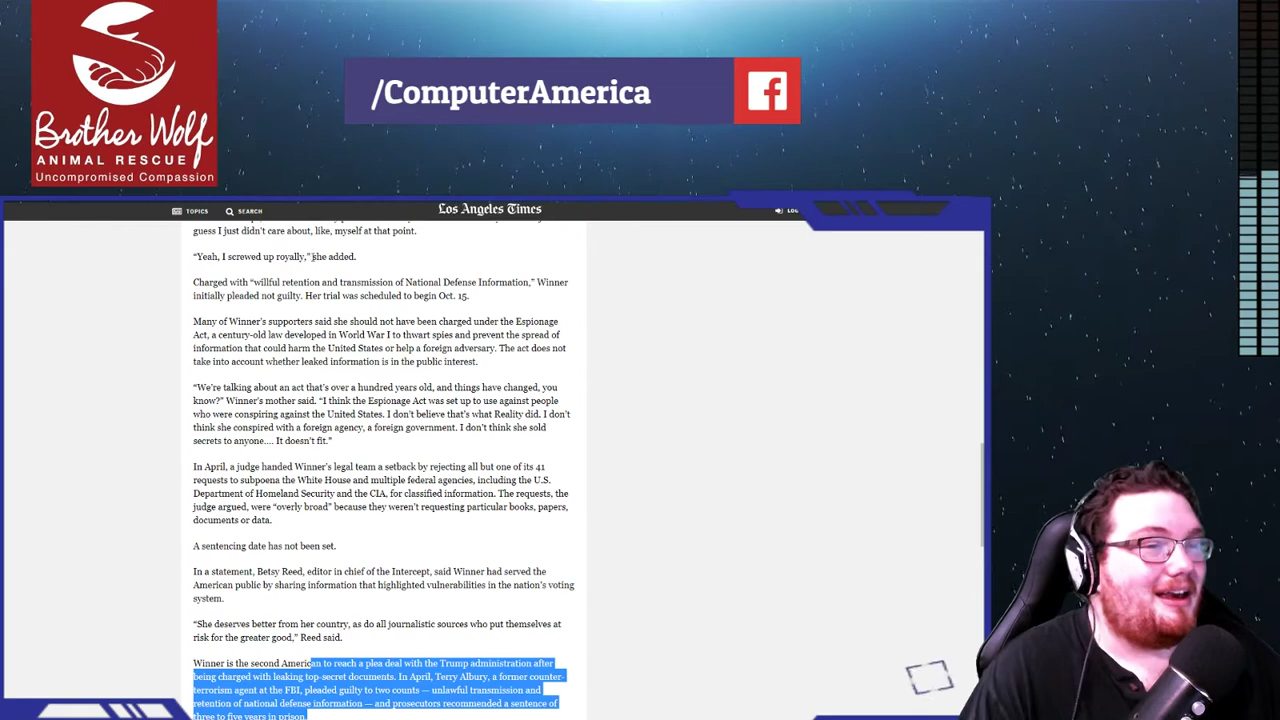 Brother Wolf
ANIMAL RESCUE
Uncompromised Compassion
/ComputerAmerica
TOPICS
SEARCH
Los Angeles Times
guess I just didn't care about, like, myself at that point.
“Yeah, I screwed up royally,” she added.
Charged with “willful retention and transmission of National Defense Information,” Winner
initially pleaded not guilty. Her trial was scheduled to begin Oct. 15.
Many of Winner's supporters said she should not have been charged under the Espionage
Act, a century-old law developed in World War I to thwart spies and prevent the spread of
information that could harm the United States or help a foreign adversary. The act does not
take into account whether leaked information is in the public interest.
“We're talking about an act that's over a hundred years old, and things have changed, you
know?” Winner's mother said. “I think the Espionage Act was set up to use against people
who were conspiring against the United States. I don't believe that's what Reality did. I don't
think she conspired with a foreign agency, a foreign government. I don't think she sold
secrets to anyone.... It doesn't fit.”
In April, a judge handed Winner's legal team a setback by rejecting all but one of its 41
requests to subpoena the White House and multiple federal agencies, including the U.S.
Department of Homeland Security and the CIA, for classified information. The requests, the
judge argued, were “overly broad” because they weren't requesting particular books, papers,
documents or data.
A sentencing date has not been set.
In a statement, Betsy Reed, editor in chief of the Intercept, said Winner had served the
American public by sharing information that highlighted vulnerabilities in the nation's voting
system.
“She deserves better from her country, as do all journalistic sources who put themselves at
risk for the greater good,” Reed said.
Winner is the second American to reach a plea deal with the Trump administration after
being charged with leaking top-secret documents. In April, Terry Albury, a former counter-
terrorism agent at the FBI, pleaded guilty to two counts — unlawful transmission and
retention of national defense information — and prosecutors recommended a sentence of
three to five years in prison.